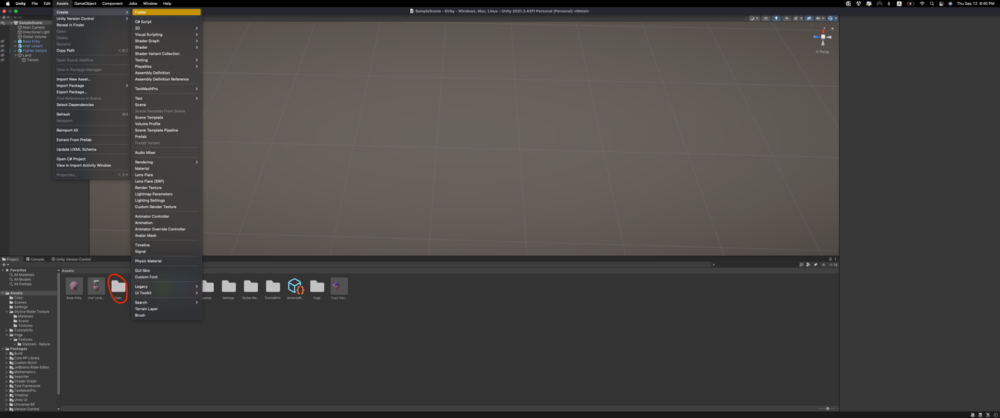 Unity File Edit Assets GameObject Component Jobs Window Help
Thu Sep 12 6:40 PM
SampleScene - Kirby - Windows, Mac, Linux - Unity 2021.3.43f1 Personal (Personal) <Metal>
SampleScene
Main Camera
Directional Light
Global Volume
Base Kirby
chef variant
Fighter Variant
Land
Terrain
Create
Unity Version Control
Reveal in Finder
Open
Delete
Rename
Copy Path ⌥⌘C
Open Scene Additive
View in Package Manager
Import New Asset...
Import Package
Export Package...
Find References In Scene
Select Dependencies
Refresh ⌘R
Reimport
Reimport All
Extract From Prefab
Update UXML Schema
Open C# Project
View in Import Activity Window
Properties... ⌥⇧P
Folder
C# Script
2D
Visual Scripting
Shader Graph
Shader
Shader Variant Collection
Testing
Playables
Assembly Definition
Assembly Definition Reference
TextMeshPro
Text
Scene
Scene Template From Scene
Scene Template
Volume Profile
Scene Template Pipeline
Prefab
Prefab Variant
Audio Mixer
Rendering
Material
Lens Flare
Lens Flare (SRP)
Render Texture
Lightmap Parameters
Lighting Settings
Custom Render Texture
Animator Controller
Animation
Animator Override Controller
Avatar Mask
Timeline
Signal
Physic Material
GUI Skin
Custom Font
Legacy
UI Toolkit
Search
Terrain Layer
Brush
2D
< Persp
Project Console Unity Version Control
Favorites
All Materials
All Models
All Prefabs
Assets
Color
Scenes
Settings
Stylize Water Texture
Materials
Scene
Textures
TutorialInfo
Yoge
Textures
Stylized - Nature
Packages
Burst
Core RP Library
Custom NUnit
JetBrains Rider Editor
Mathematics
Searcher
Shader Graph
Test Framework
TextMeshPro
Timeline
Unity UI
Universal RP
Version Control
Assets
Base Kirby
chef varie...
Color
cenes
Settings
Stylize Wa...
TutorialInfo
UniversalR...
Yoge
Yoyo Vari...